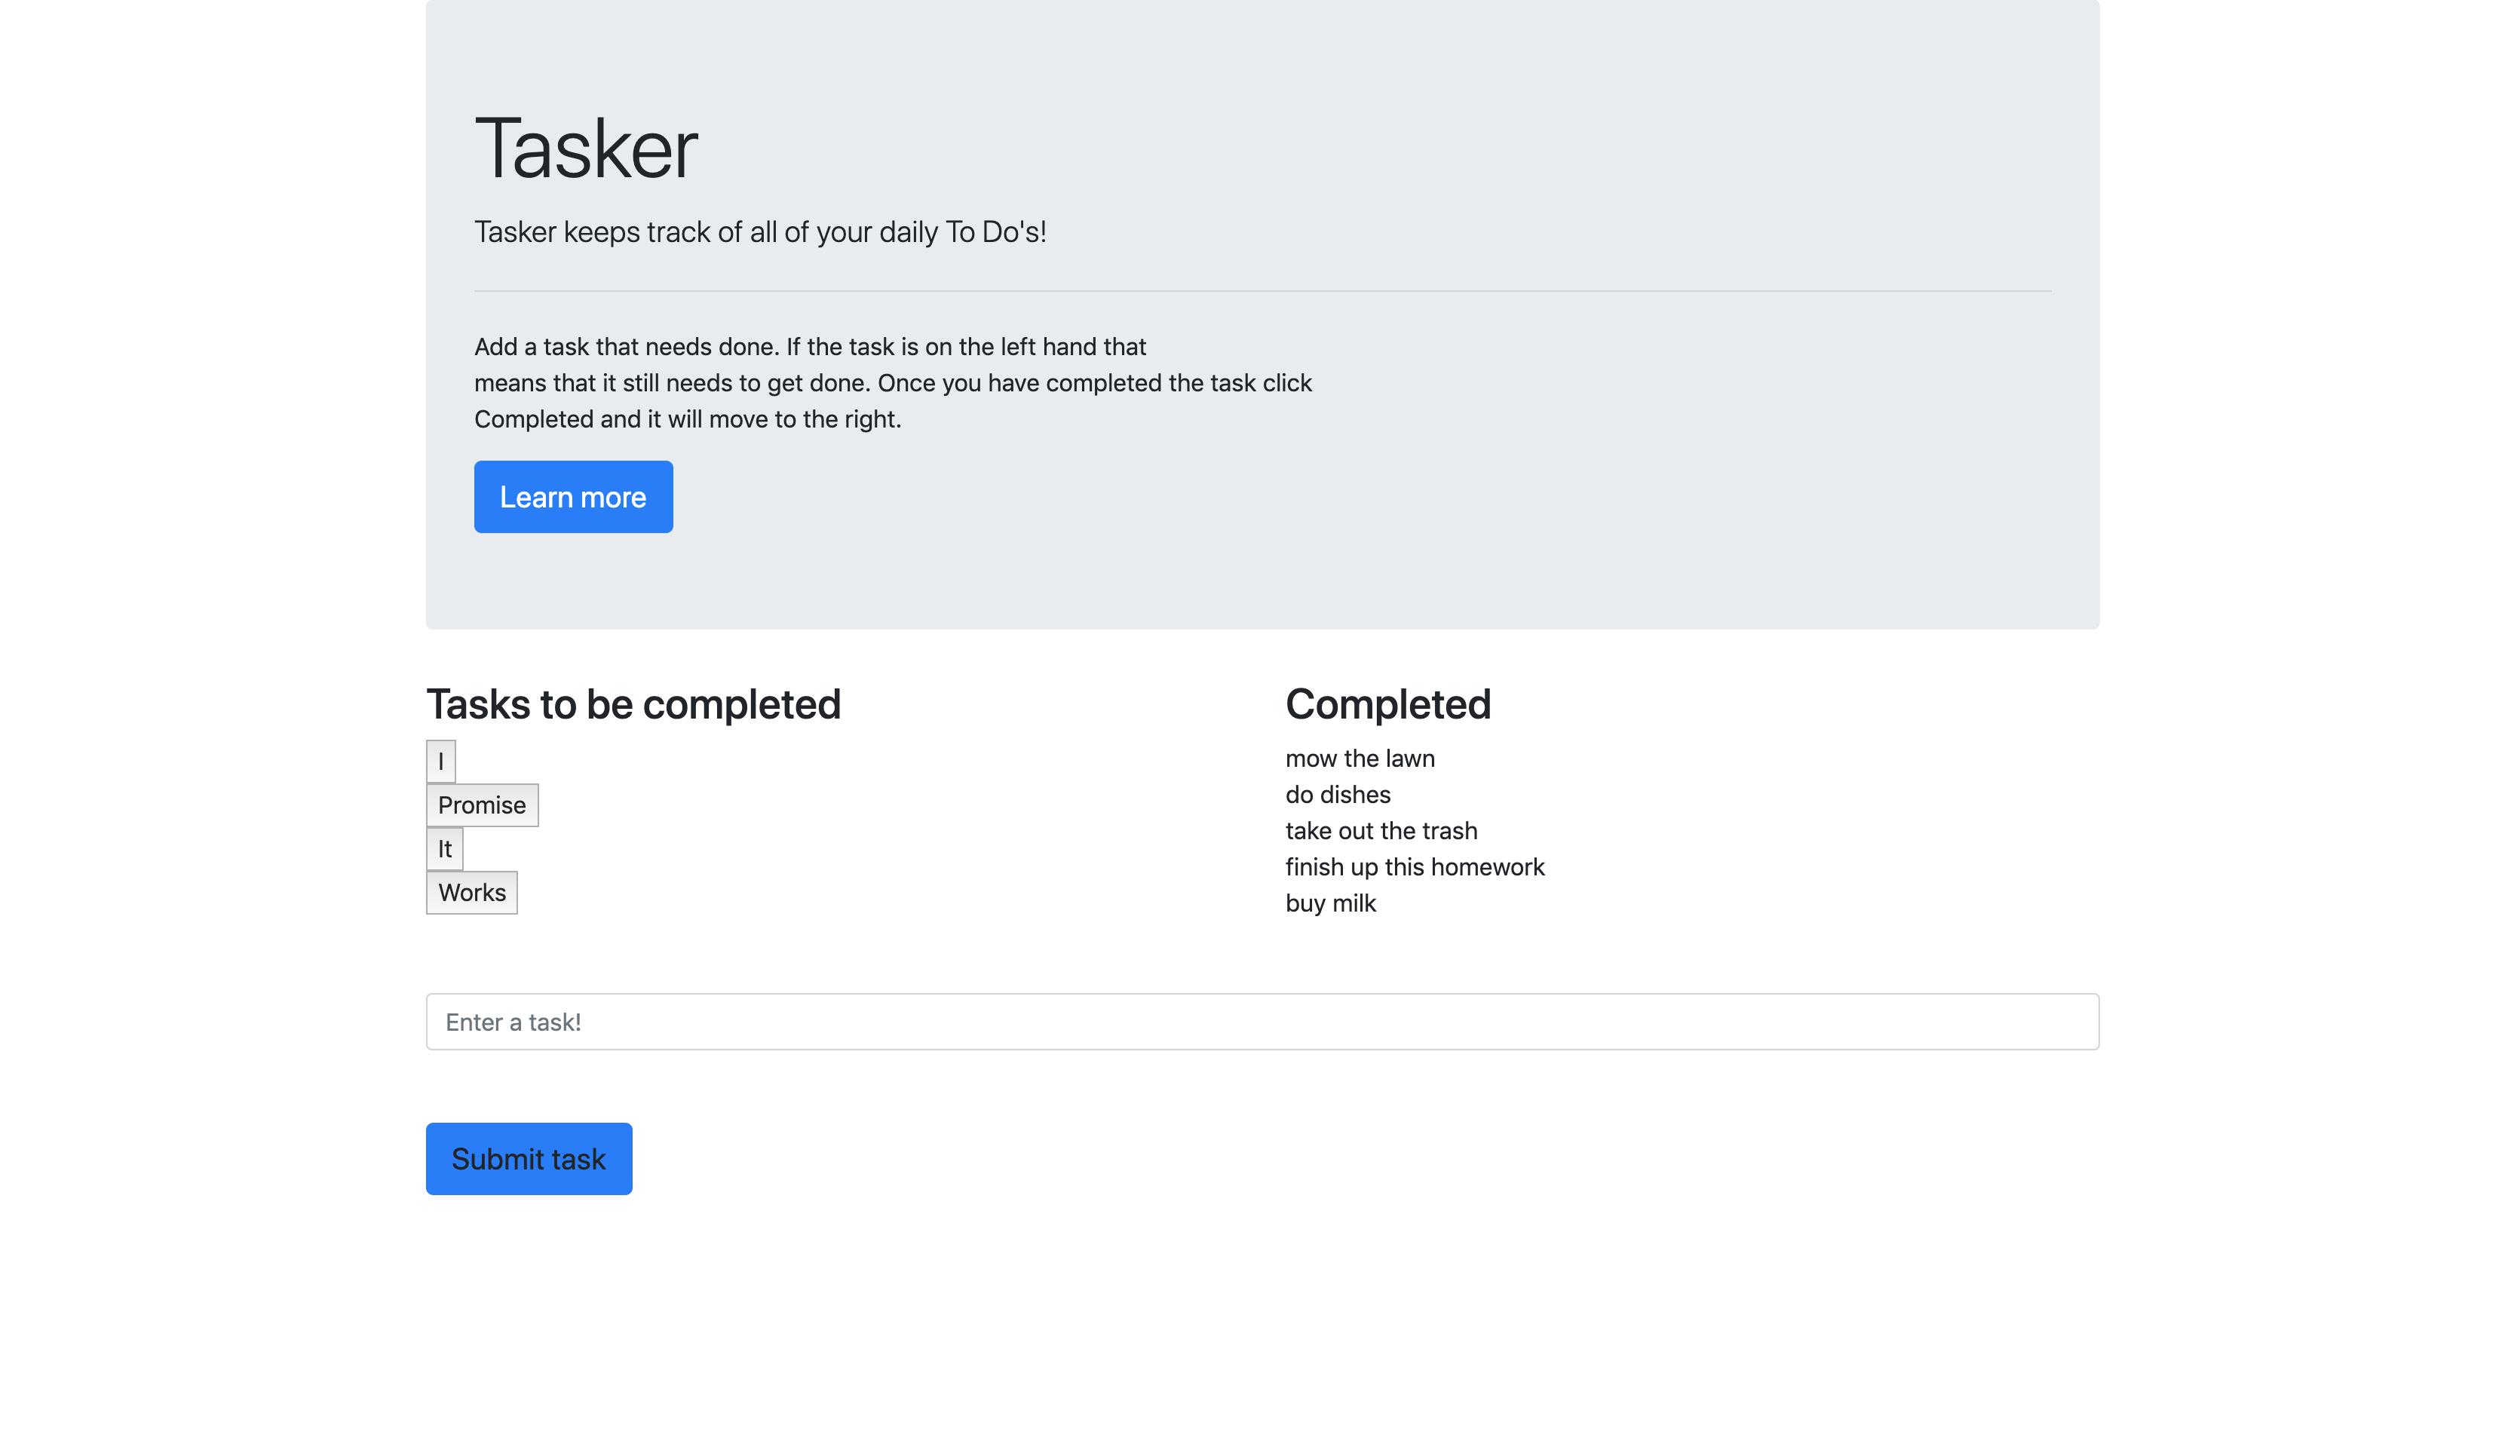 Tasker
Tasker keeps track of all of your daily To Do's!
Add a task that needs done. If the task is on the left hand that
means that it still needs to get done. Once you have completed the task click
Completed and it will move to the right.
Learn more
Tasks to be completed
I
Promise
It
Works
Completed
mow the lawn
do dishes
take out the trash
finish up this homework
buy milk
Enter a task!
Submit task